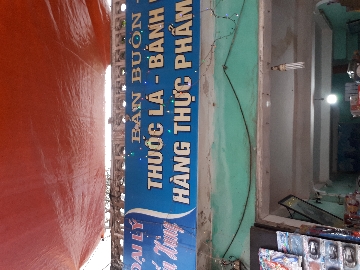 ĐẠI LÝ
BÁN BUÔN -
THUỐC LÁ - BÁNH
HÀNG THỰC PHẨM